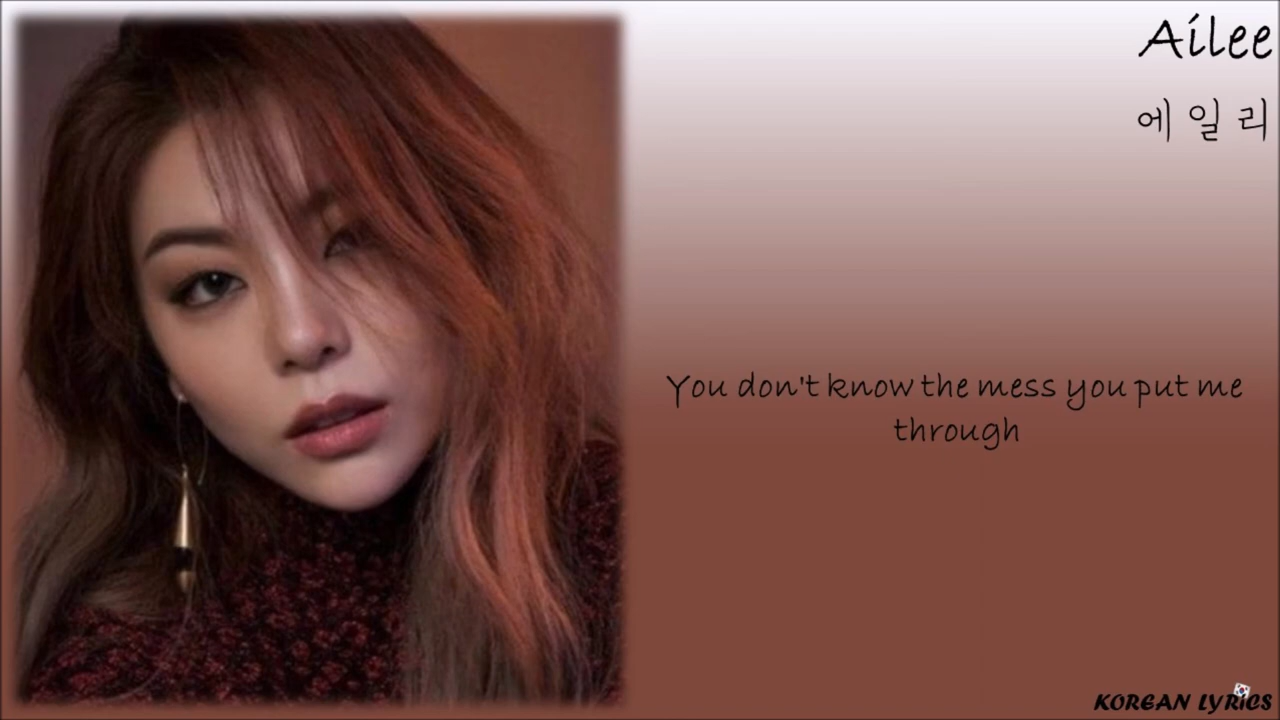 Ailee
에 일 리
You don't know the mess you put me
through
KOREAN LYRICS